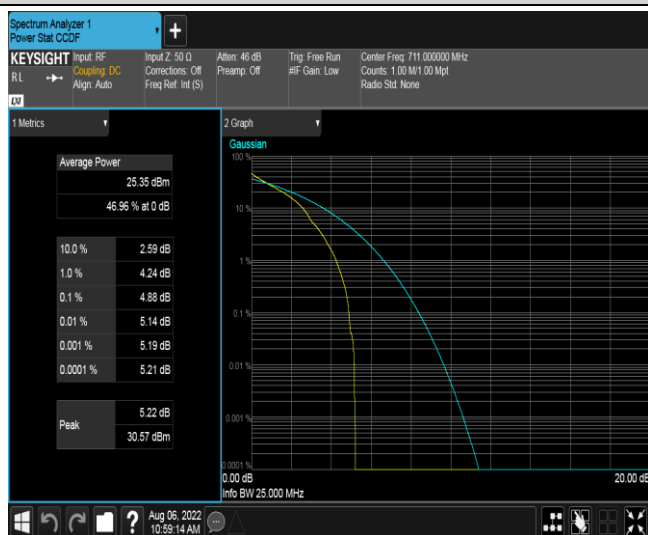 Spectrum Analyzer 1
Power Stat CCDF
KEYSIGHT
R L
LXI
Input: RF
Coupling: DC
Align: Auto
Input Z: 50 Ω
Corrections: Off
Freq Ref: Int (S)
Atten: 46 dB
Preamp: Off
Trig: Free Run
#IF Gain: Low
Center Freq: 711.000000 MHz
Counts: 1.00 M/1.00 Mpt
Radio Std: None
1 Metrics
Average Power
25.35 dBm
46.96 % at 0 dB
10.0 % 2.59 dB
1.0 % 4.24 dB
0.1 % 4.88 dB
0.01 % 5.14 dB
0.001 % 5.19 dB
0.0001 % 5.21 dB
Peak
5.22 dB
30.57 dBm
2 Graph
Gaussian
100 %
10 %
1 %
0.1 %
0.01 %
0.001 %
0.0001 %
0.00 dB 20.00 dB
Info BW 25.000 MHz
?
Aug 06, 2022
10:59:14 AM